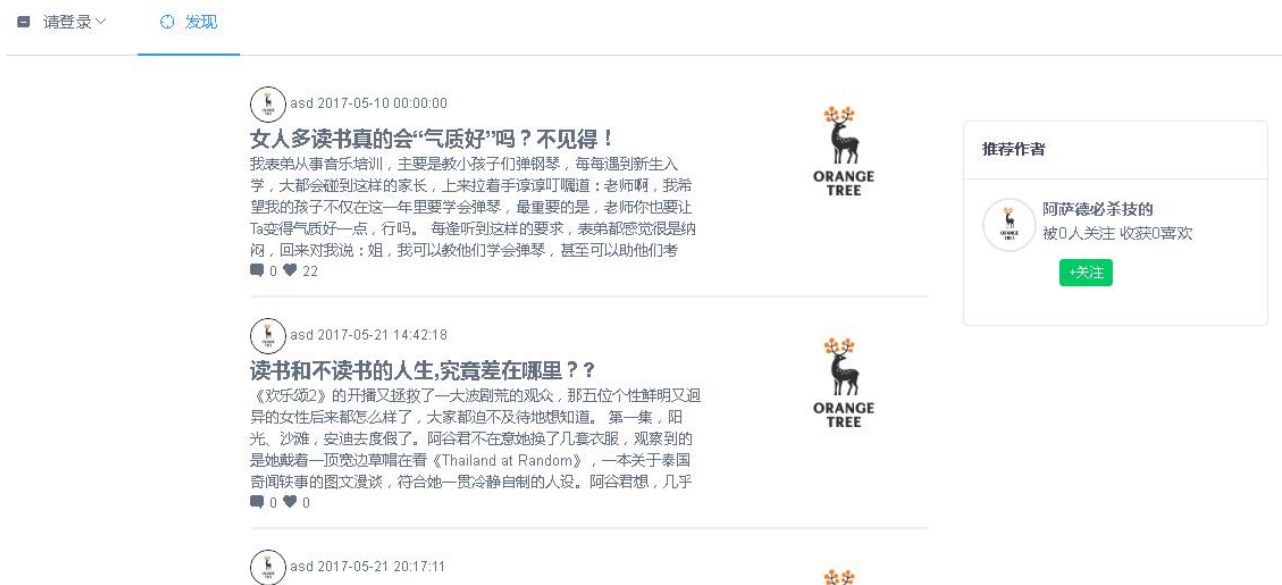 请登录
发现
asd 2017-05-10 00:00:00
女人多读书真的会“气质好”吗？不见得！
我表弟从事音乐培训，主要是教小孩子们弹钢琴，每每遇到新生入
学，大都会碰到这样的家长，上来拉着手谆谆叮嘱道：老师啊，我希
望我的孩子不仅在这一年里要学会弹琴，最重要的是，老师你也要让
Ta变得气质好一点，行吗。 每逢听到这样的要求，表弟都感觉很是纳
闷，回来对我说：姐，我可以教他们学会弹琴，甚至可以助他们考
0 22
ORANGE
TREE
推荐作者
阿萨德必杀技的
被0人关注 收获0喜欢
+关注
asd 2017-05-21 14:42:18
读书和不读书的人生,究竟差在哪里？?
《欢乐颂2》的开播又拯救了一大波剧荒的观众，那五位个性鲜明又迥
异的女性后来都怎么样了，大家都迫不及待地想知道。 第一集，阳
光、沙滩，安迪去度假了。阿谷君不在意她换了几套衣服，观察到的
是她戴着一顶宽边草帽在看《Thailand at Random》，一本关于泰国
奇闻轶事的图文漫谈，符合她一贯冷静自制的人设。阿谷君想，几乎
0 0
ORANGE
TREE
asd 2017-05-21 20:17:11